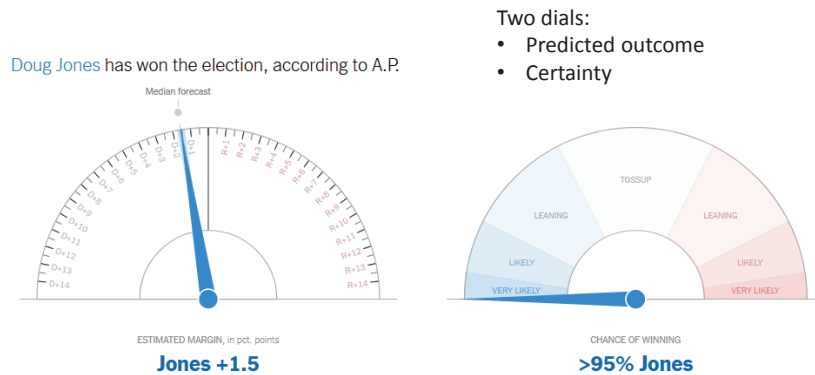 Two dials:
• Predicted outcome
• Certainty
Doug Jones has won the election, according to A.P.
Median forecast
D+14
D+13
D+12
D+11
D+10
D+9
D+8
D+7
D+6
D+5
D+4
D+3
D+2
D+1
R+1
R+2
R+3
R+4
R+5
R+6
R+7
R+8
R+9
R+10
R+11
R+12
R+13
R+14
ESTIMATED MARGIN, in pct. points
Jones +1.5
VERY LIKELY
LIKELY
LEANING
TOSSUP
LEANING
LIKELY
VERY LIKELY
CHANCE OF WINNING
>95% Jones